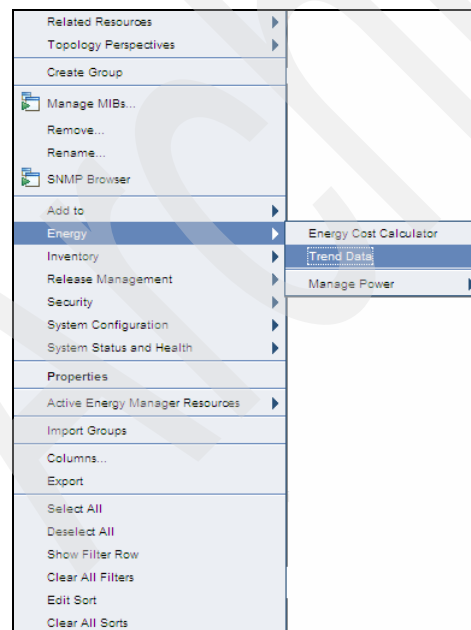 Related Resources
Topology Perspectives
Create Group
Manage MIBs...
Remove...
Rename...
SNMP Browser
Add to
Energy
Energy Cost Calculator
Inventory
Trend Data
Release Management
Manage Power
Security
System Configuration
System Status and Health
Properties
Active Energy Manager Resources
Import Groups
Columns...
Export
Select All
Deselect All
Show Filter Row
Clear All Filters
Edit Sort
Clear All Sorts